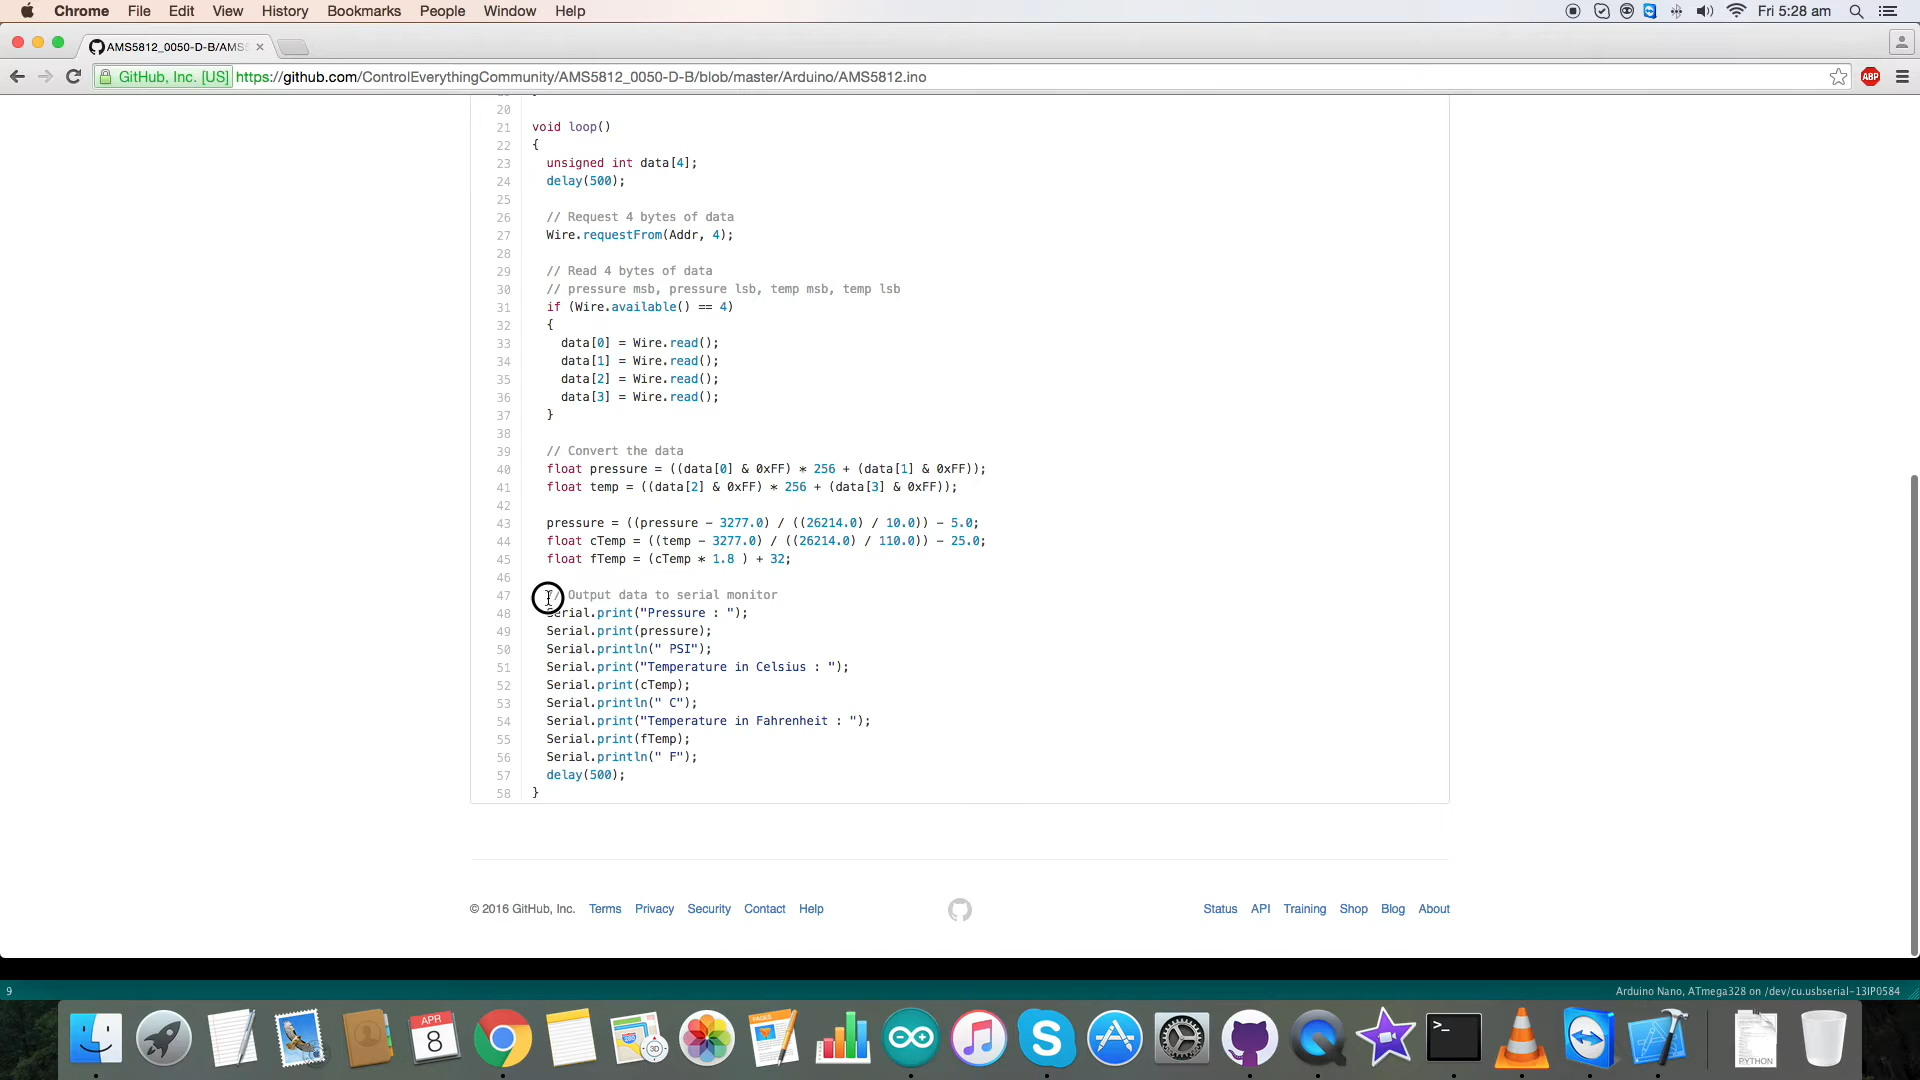 Chrome File Edit View History Bookmarks People Window Help Fri 5:28 am
AMS5812_0050-D-B/AMS5
GitHub, Inc. [US] https://github.com/ControlEverythingCommunity/AMS5812_0050-D-B/blob/master/Arduino/AMS5812.ino ABP
20
21 void loop()
22 {
23 unsigned int data[4];
24 delay(500);
25
26 // Request 4 bytes of data
27 Wire.requestFrom(Addr, 4);
28
29 // Read 4 bytes of data
30 // pressure msb, pressure lsb, temp msb, temp lsb
31 if (Wire.available() == 4)
32 {
33 data[0] = Wire.read();
34 data[1] = Wire.read();
35 data[2] = Wire.read();
36 data[3] = Wire.read();
37 }
38
39 // Convert the data
40 float pressure = ((data[0] & 0xFF) * 256 + (data[1] & 0xFF));
41 float temp = ((data[2] & 0xFF) * 256 + (data[3] & 0xFF));
42
43 pressure = ((pressure - 3277.0) / ((26214.0) / 10.0)) - 5.0;
44 float cTemp = ((temp - 3277.0) / ((26214.0) / 110.0)) - 25.0;
45 float fTemp = (cTemp * 1.8 ) + 32;
46
47 // Output data to serial monitor
48 Serial.print("Pressure : ");
49 Serial.print(pressure);
50 Serial.println(" PSI");
51 Serial.print("Temperature in Celsius : ");
52 Serial.print(cTemp);
53 Serial.println(" C");
54 Serial.print("Temperature in Fahrenheit : ");
55 Serial.print(fTemp);
56 Serial.println(" F");
57 delay(500);
58 }
© 2016 GitHub, Inc. Terms Privacy Security Contact Help Status API Training Shop Blog About
9 Arduino Nano, ATmega328 on /dev/cu.usbserial-13IP0584
APR
8
3D
PAGES
>_
PYTHON